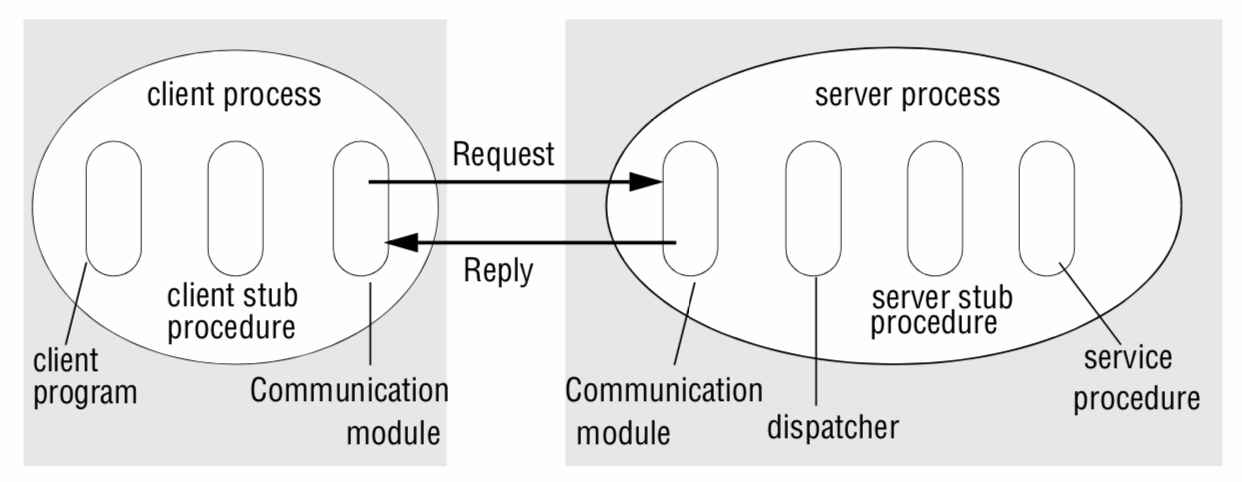 client process
server process
Request
Reply
client stub
procedure
server stub
procedure
client
program
Communication
module
Communication
module
dispatcher
service
procedure